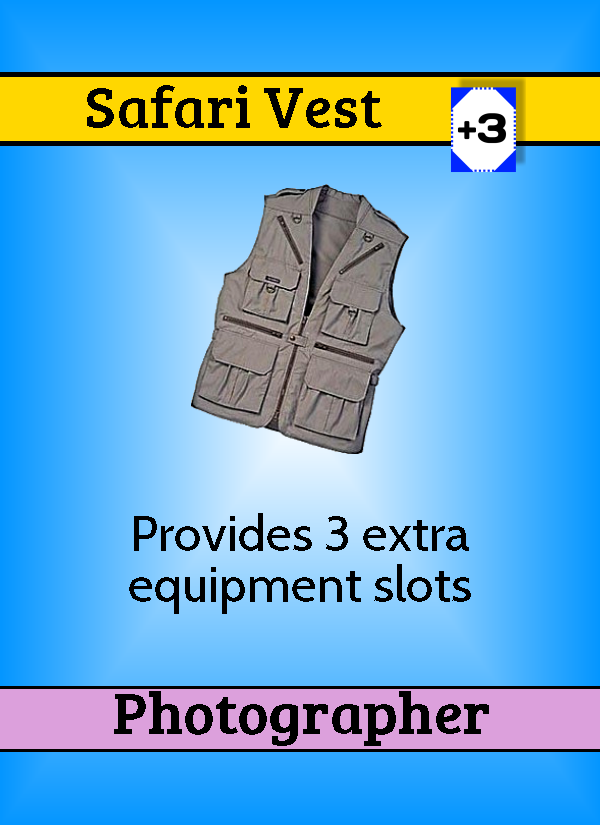 Safari Vest
+3
Provides 3 extra
equipment slots
Photographer